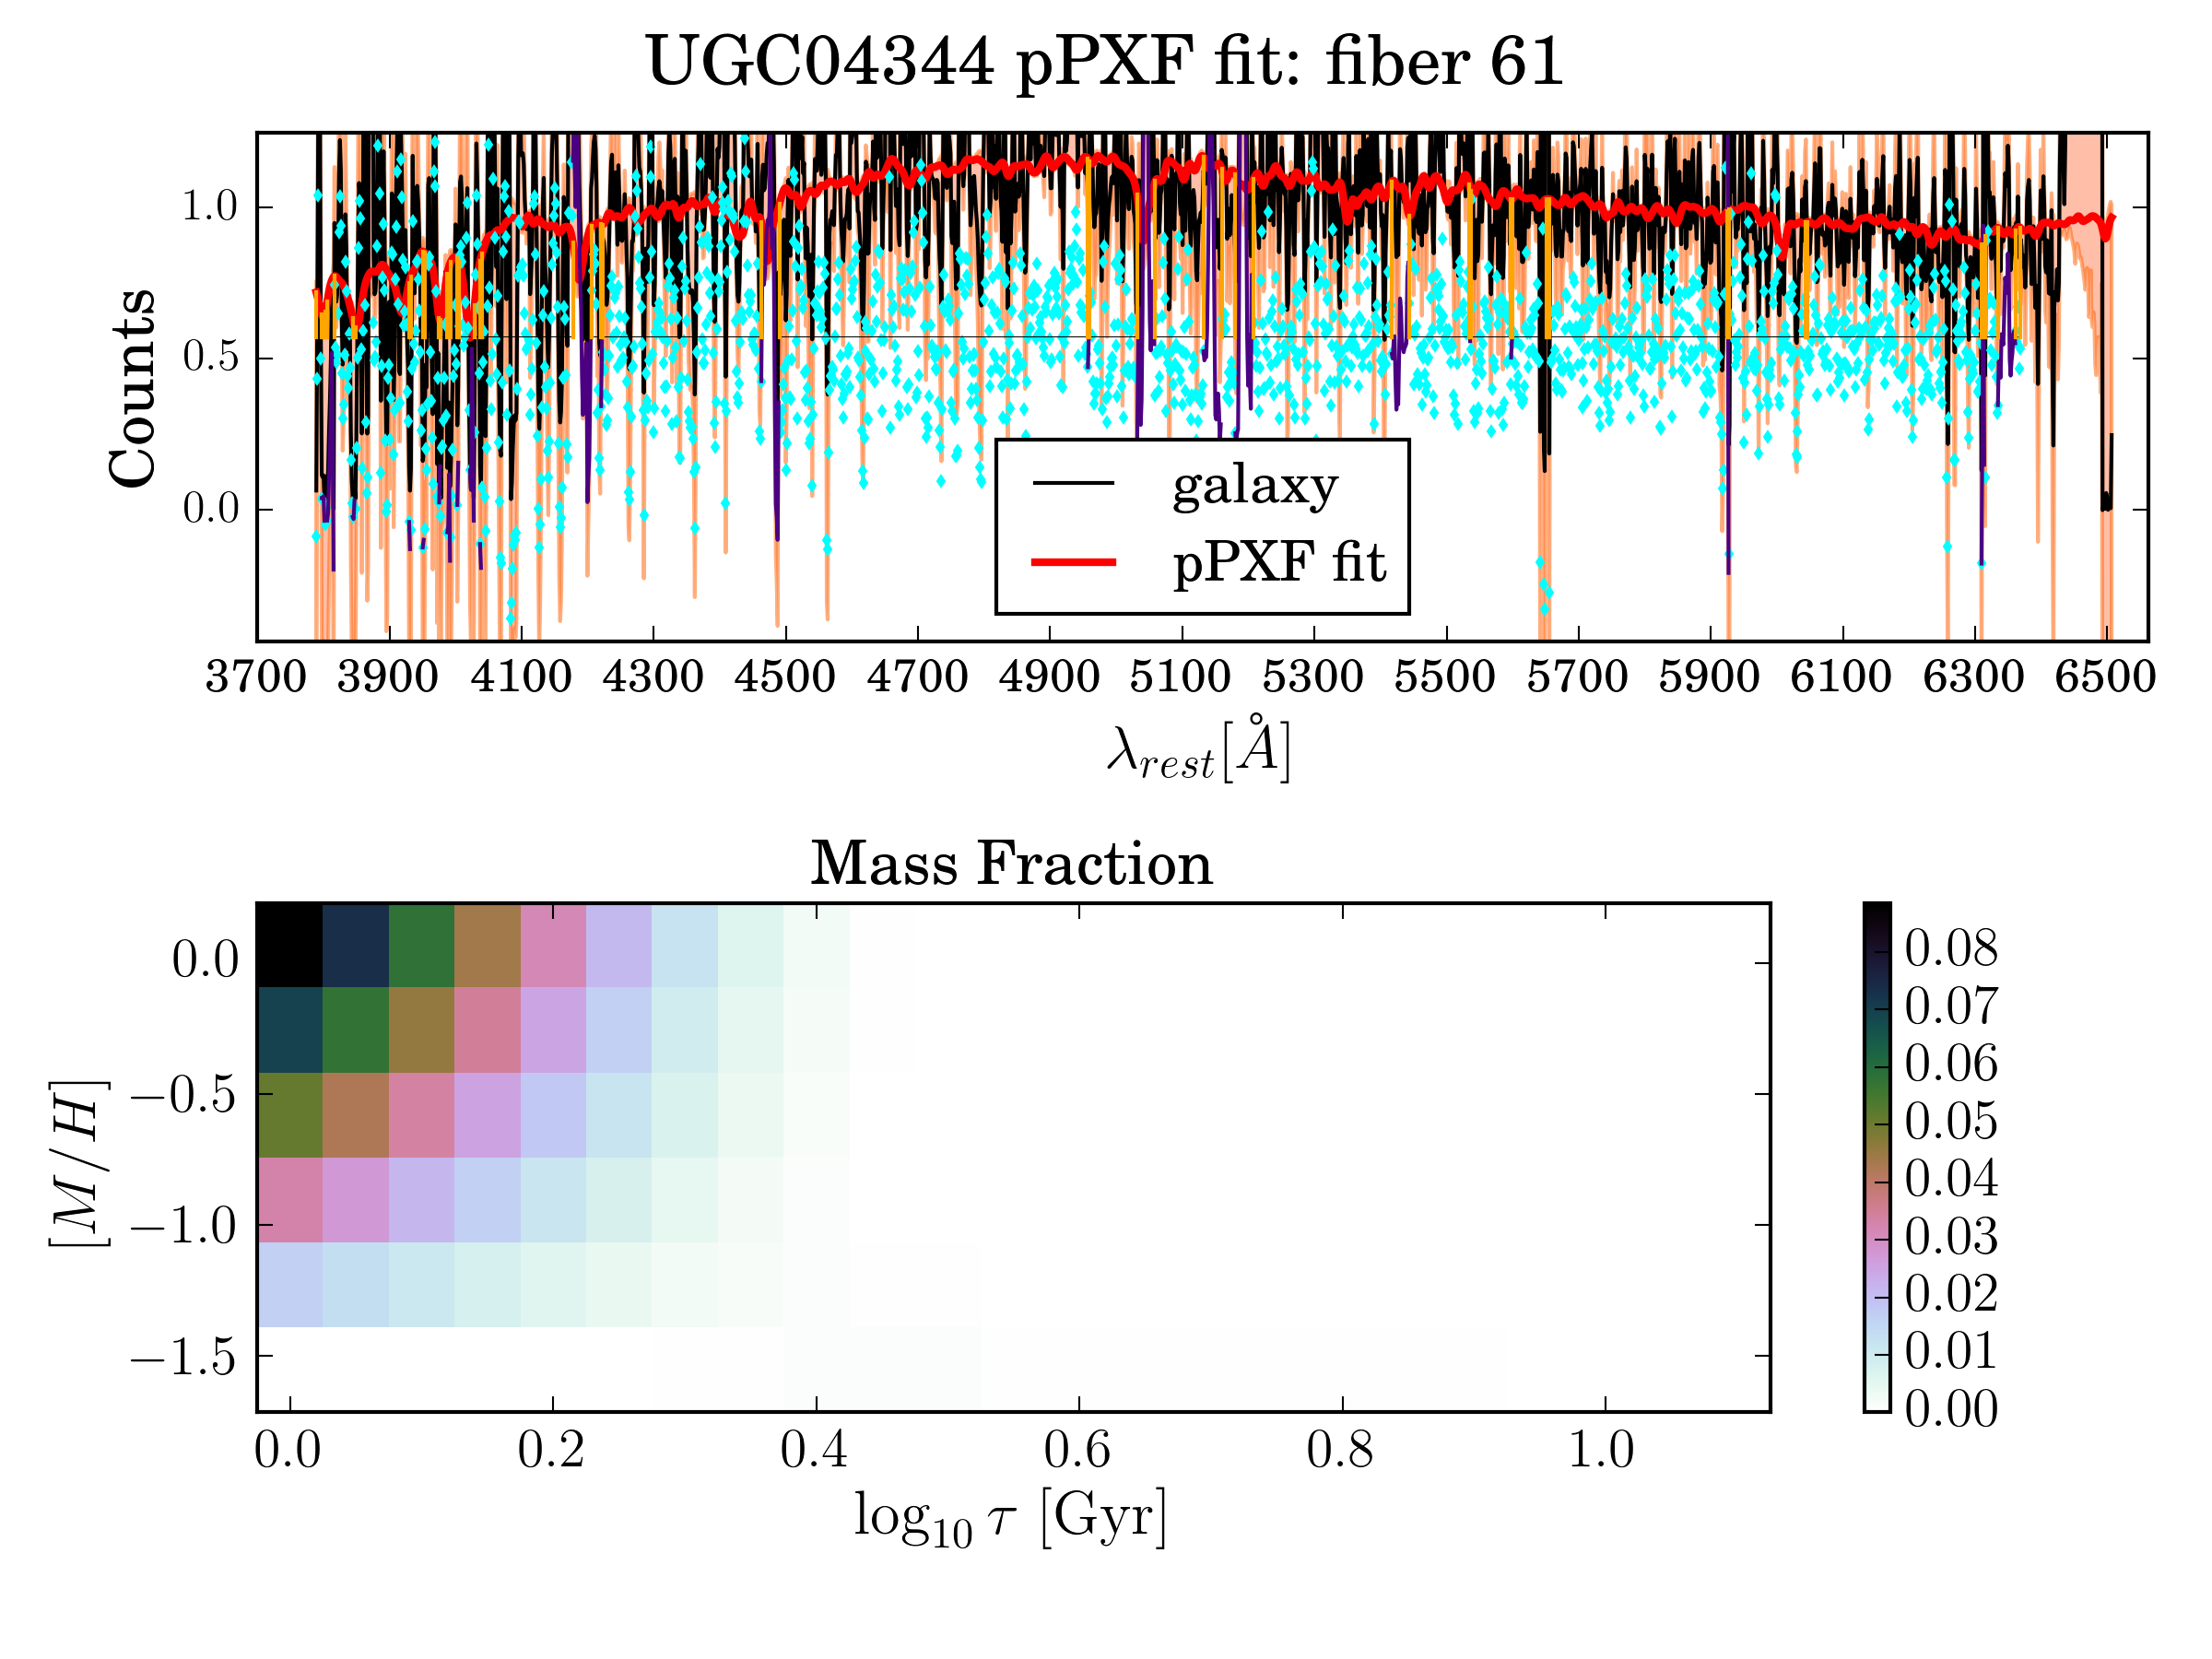 UGC04344 pPXF fit: fiber 61
Counts
1.0
0.5
0.0
galaxy
pPXF fit
3700 3900 4100 4300 4500 4700 4900 5100 5300 5500 5700 5900 6100 6300 6500
λ_rest[Å]
Mass Fraction
[M/H]
0.0
−0.5
−1.0
−1.5
0.0 0.2 0.4 0.6 0.8 1.0
log₁₀ τ [Gyr]
0.08
0.07
0.06
0.05
0.04
0.03
0.02
0.01
0.00